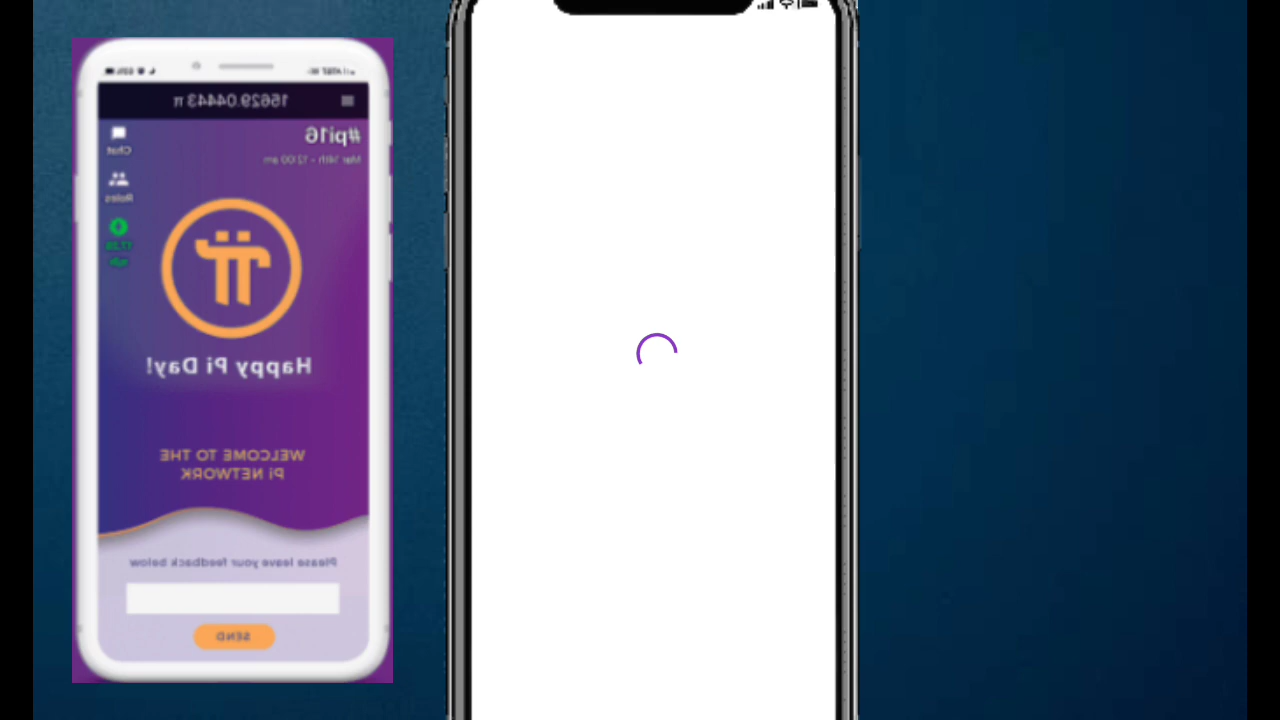 15629.04443 π
#pi16
Mar 14th - 12:00 am
Chat
Roles
Happy Pi Day!
WELCOME TO THE
Pi NETWORK
Please leave your feedback below
SEND